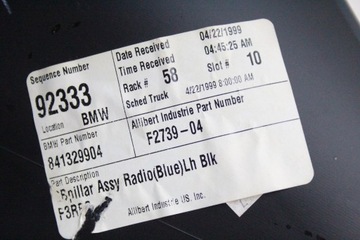 Sequence Number
92333
Location BMW
BMW Part Number
841329904
Date Received 04/22/1999
Time Received 04:45:25 AM
Rack # 58 Slot # 10
Sched Truck 4/22/1999 8:00:00 AM
Allibert Industrie Part Number
F2739-04
Part Description
Bpillar Assy Radio(Blue)Lh Blk
Allibert Industrie US, Inc.